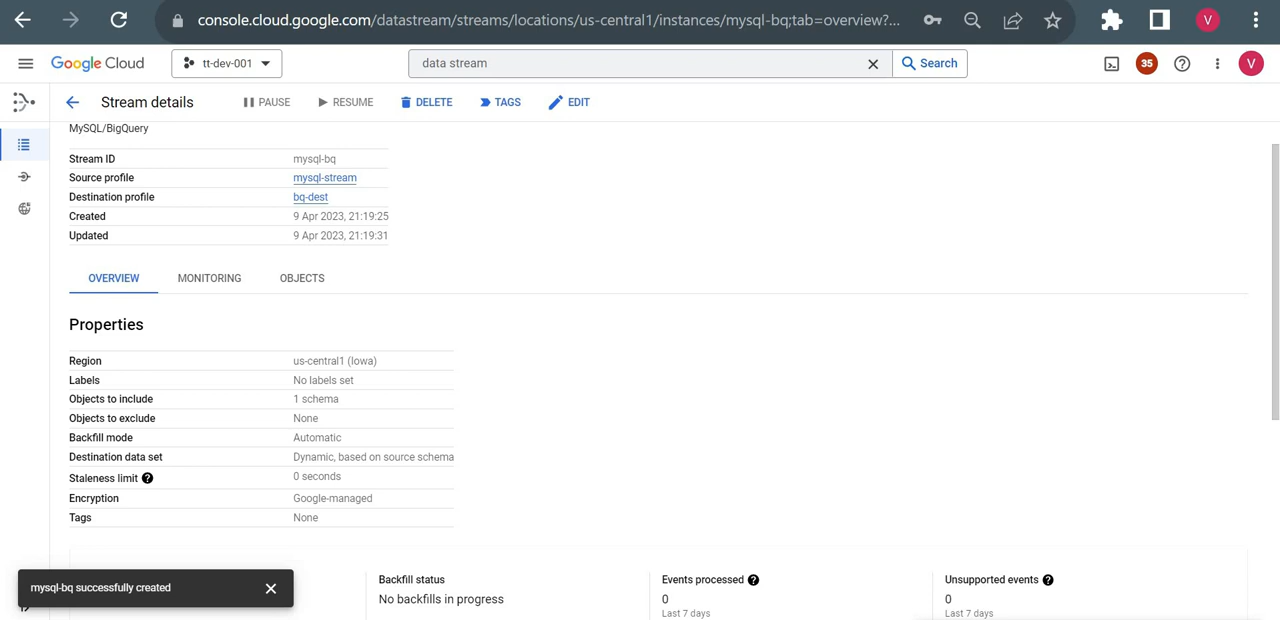 console.cloud.google.com/datastream/streams/locations/us-central1/instances/mysql-bq;tab=overview?...
V
Google Cloud
tt-dev-001
data stream
Search
35
V
Stream details
PAUSE
RESUME
DELETE
TAGS
EDIT
MySQL/BigQuery
Stream ID mysql-bq
Source profile mysql-stream
Destination profile bq-dest
Created 9 Apr 2023, 21:19:25
Updated 9 Apr 2023, 21:19:31
OVERVIEW
MONITORING
OBJECTS
Properties
Region us-central1 (Iowa)
Labels No labels set
Objects to include 1 schema
Objects to exclude None
Backfill mode Automatic
Destination data set Dynamic, based on source schema
Staleness limit 0 seconds
Encryption Google-managed
Tags None
mysql-bq successfully created
Backfill status
No backfills in progress
Events processed
0
Last 7 days
Unsupported events
0
Last 7 days